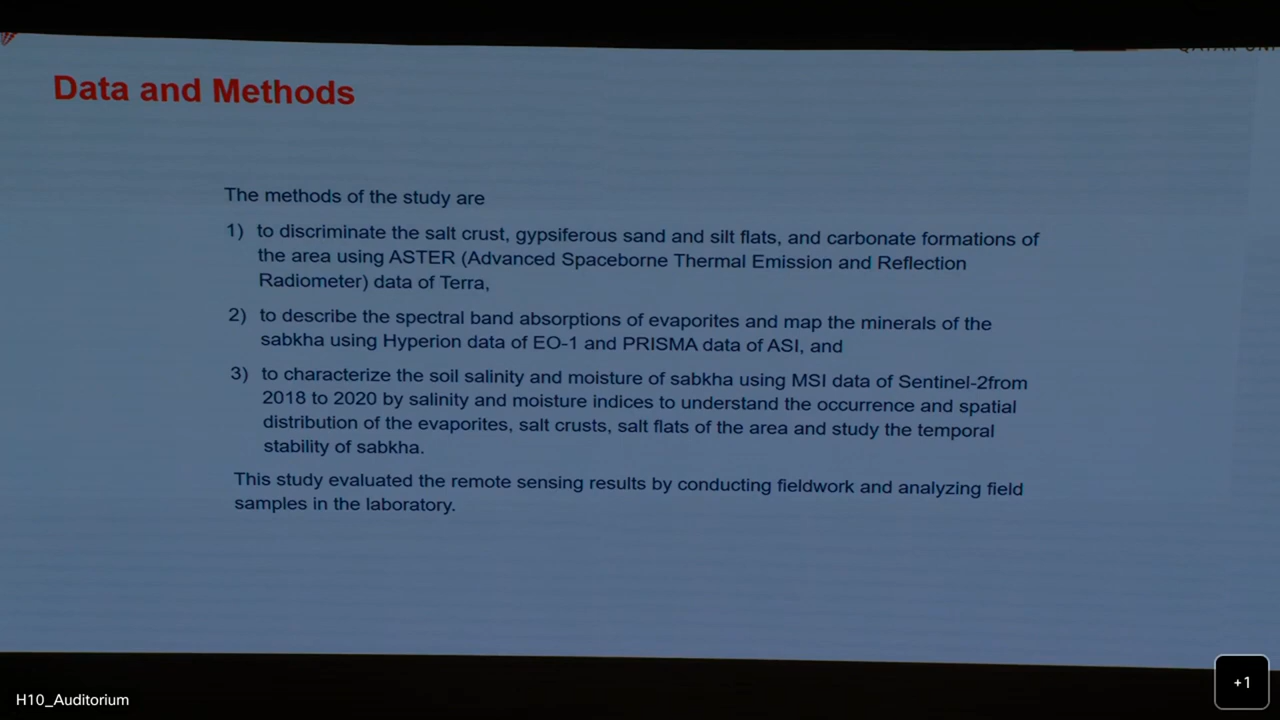 Data and Methods
The methods of the study are
1) to discriminate the salt crust, gypsiferous sand and silt flats, and carbonate formations of
the area using ASTER (Advanced Spaceborne Thermal Emission and Reflection
Radiometer) data of Terra,
2) to describe the spectral band absorptions of evaporites and map the minerals of the
sabkha using Hyperion data of EO-1 and PRISMA data of ASI, and
3) to characterize the soil salinity and moisture of sabkha using MSI data of Sentinel-2from
2018 to 2020 by salinity and moisture indices to understand the occurrence and spatial
distribution of the evaporites, salt crusts, salt flats of the area and study the temporal
stability of sabkha.
This study evaluated the remote sensing results by conducting fieldwork and analyzing field
samples in the laboratory.
H10_Auditorium
+1